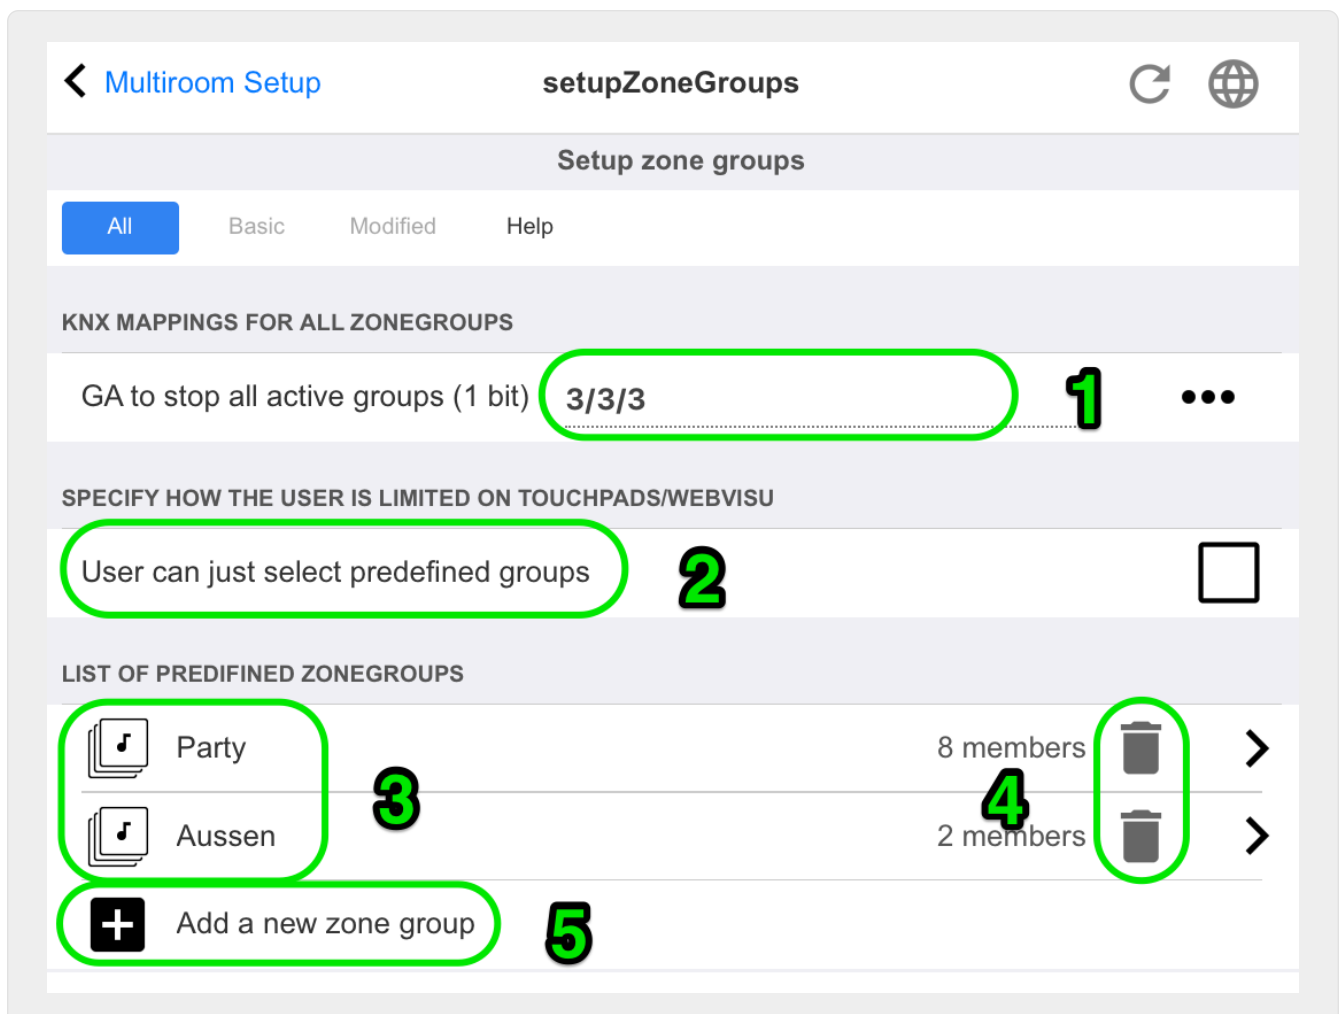 Multiroom Setup setupZoneGroups
Setup zone groups
All Basic Modified Help
KNX MAPPINGS FOR ALL ZONEGROUPS
GA to stop all active groups (1 bit) 3/3/3 1
SPECIFY HOW THE USER IS LIMITED ON TOUCHPADS/WEBVISU
User can just select predefined groups 2
LIST OF PREDIFINED ZONEGROUPS
Party 8 members
3 4
Aussen 2 members
Add a new zone group 5